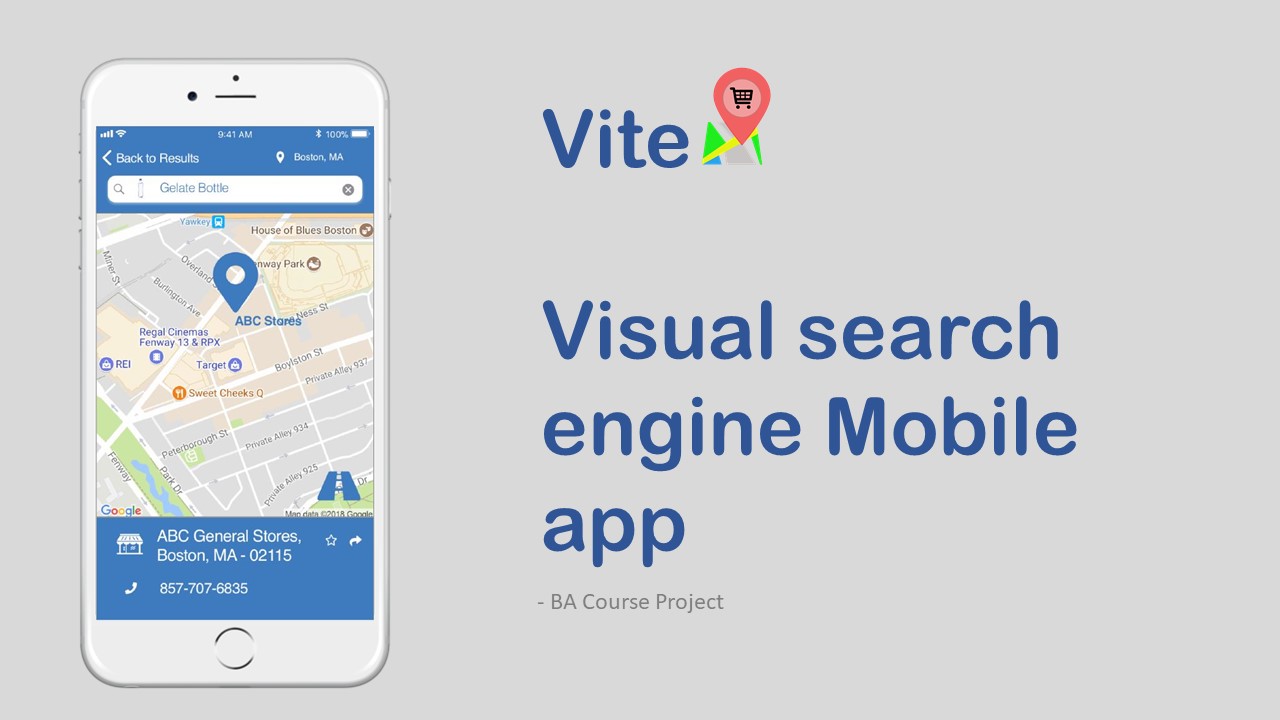 Vite
Visual search
engine Mobile
app
- BA Course Project
9:41 AM
100%
Back to Results
Boston, MA
Gelate Bottle
Yawkey
House of Blues Boston
enway Park
Miner St
Overland
Burlington Ave
ABC Stores
Ness St
Regal Cinemas
Fenway 13 & RPX
REI
Target
Boylston St
Private Alley 937
Sweet Cheeks Q
Peterborough St
Private Alley 934
Fenway
Park Dr
Private Alley 925
Dr
Google
Map data ©2018 Google
ABC General Stores,
Boston, MA - 02115
857-707-6835